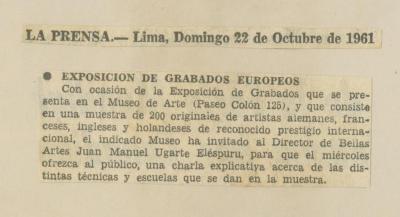 LA PRENSA.— Lima, Domingo 22 de Octubre de 1961
● EXPOSICION DE GRABADOS EUROPEOS
Con ocasión de la Exposición de Grabados que se pre-
senta en el Museo de Arte (Paseo Colón 125), y que consiste
en una muestra de 200 originales de artistas alemanes, fran-
ceses, ingleses y holandeses de reconocido prestigio interna-
cional, el indicado Museo ha invitado al Director de Bellas
Artes Juan Manuel Ugarte Eléspuru, para que el miércoles
ofrezca al público, una charla explicativa acerca de las dis-
tintas técnicas y escuelas que se dan en la muestra.